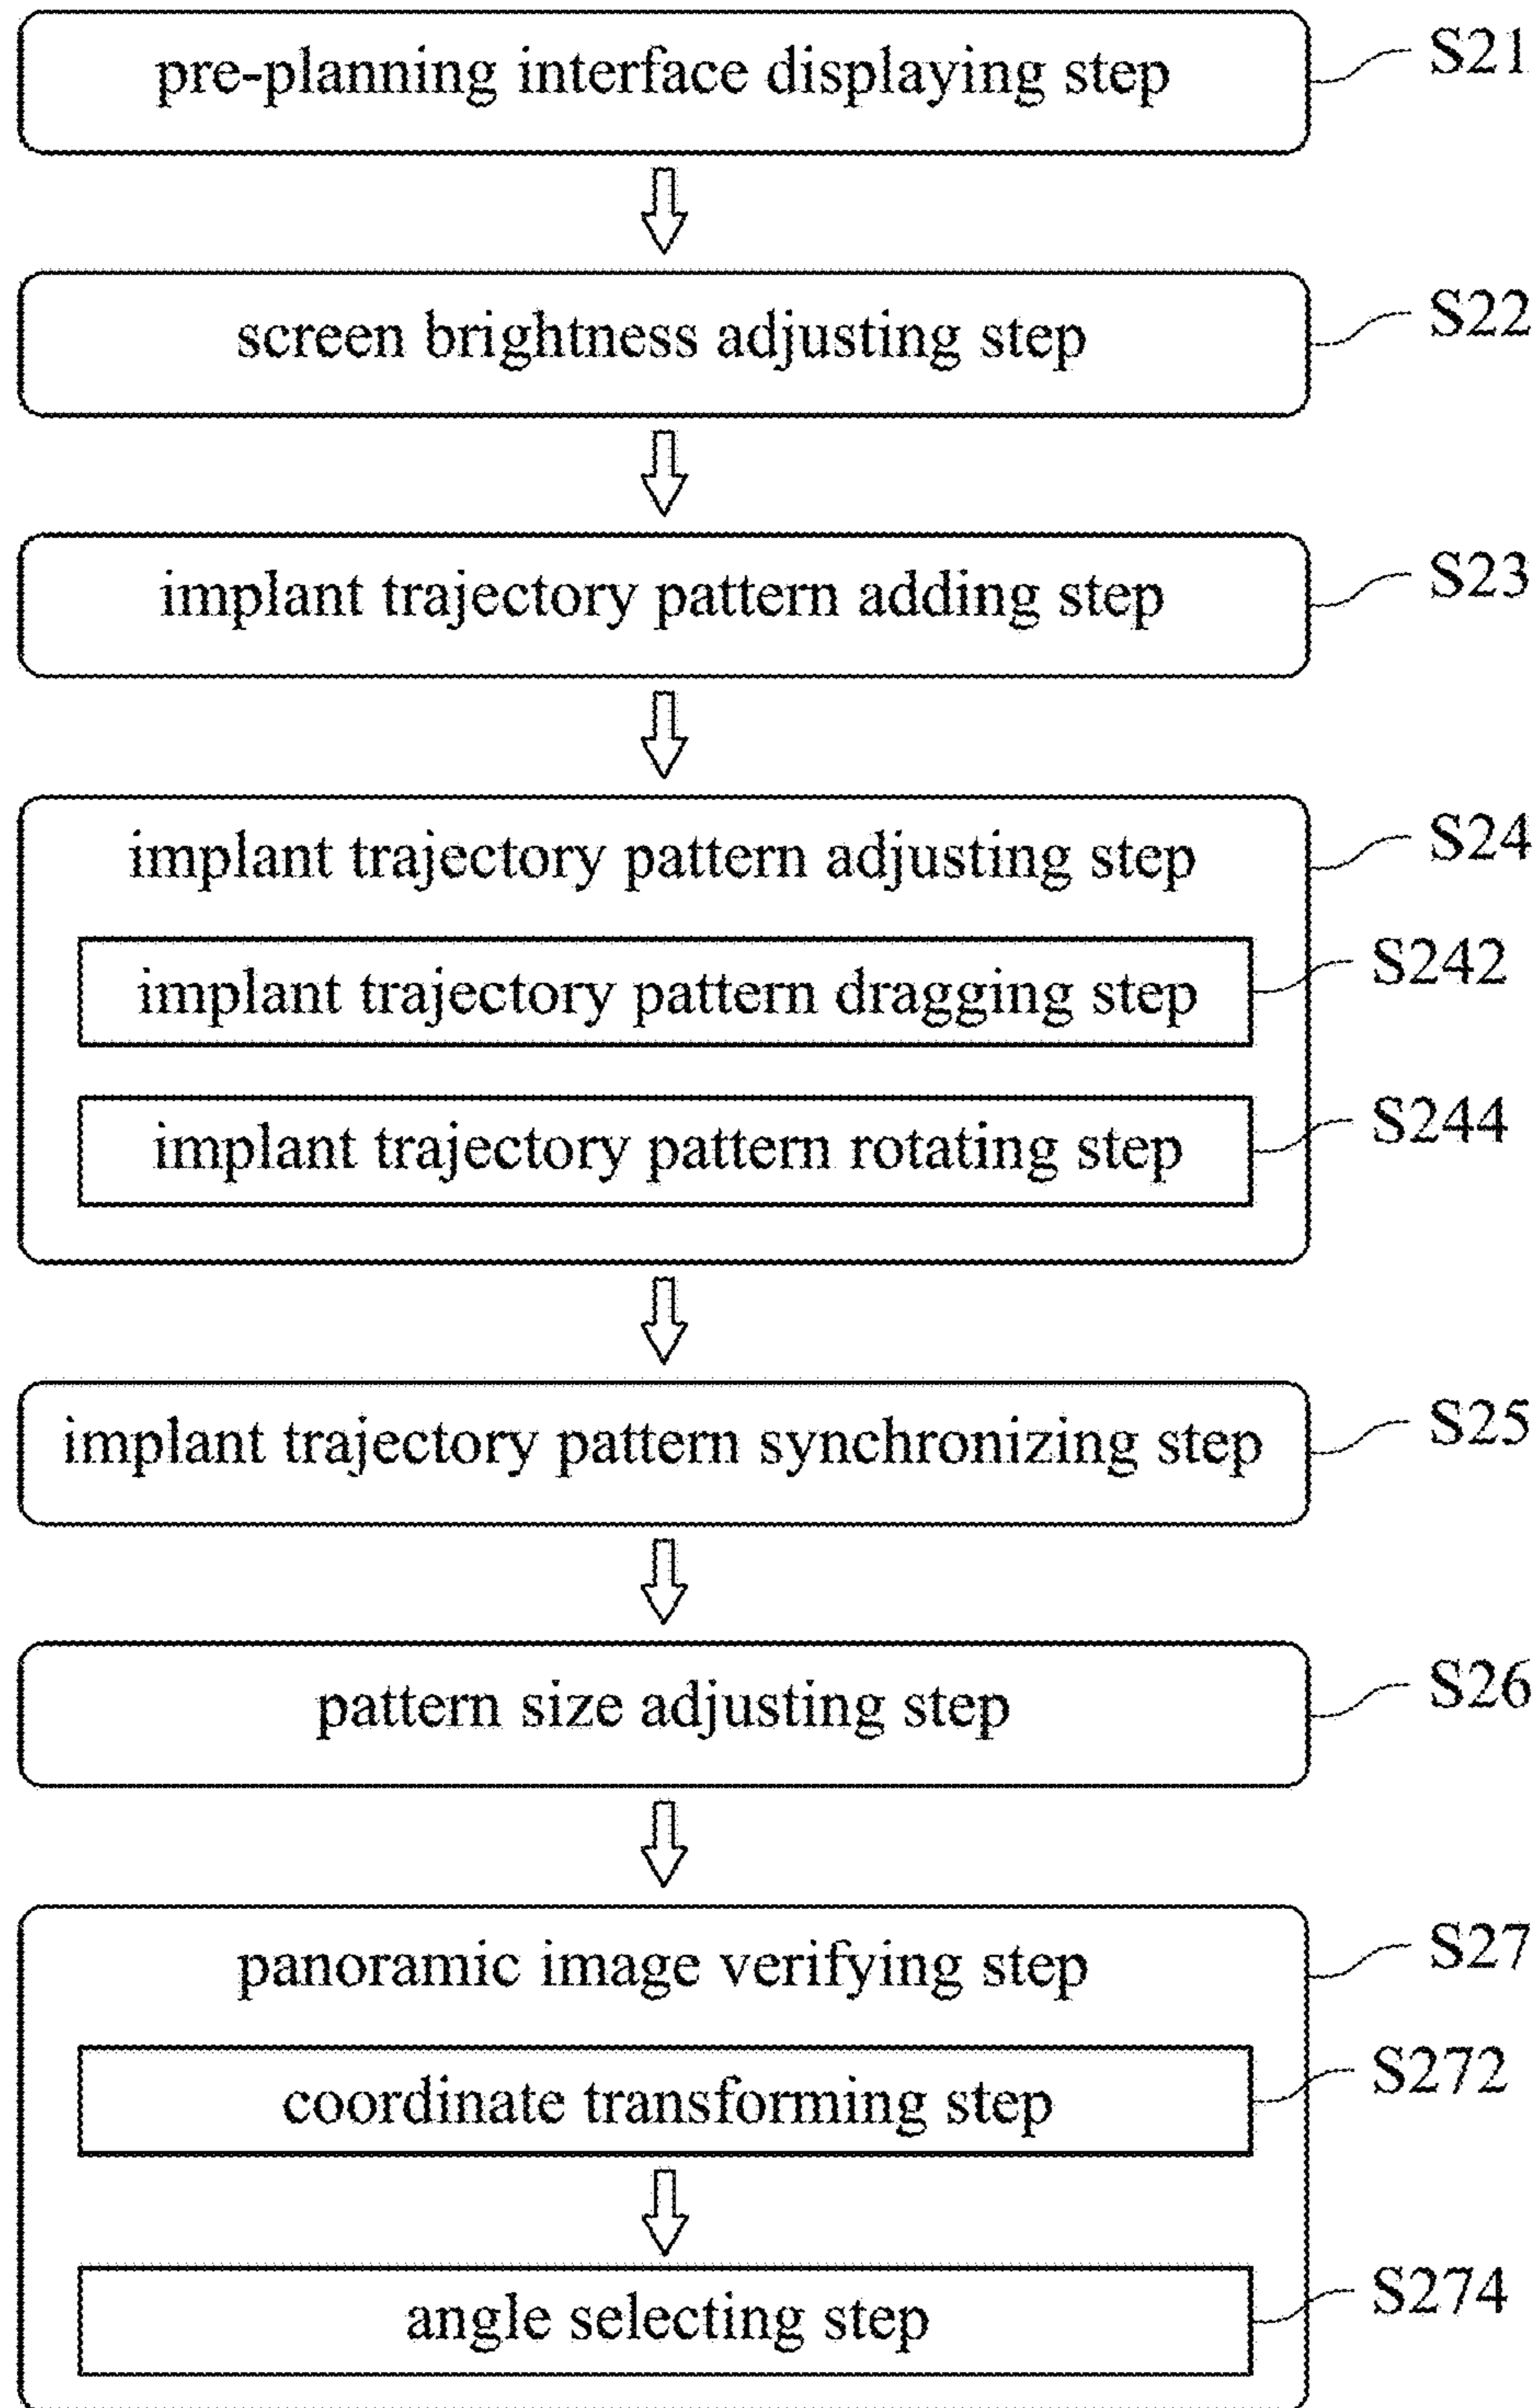 pre-planning interface displaying step S21
screen brightness adjusting step S22
implant trajectory pattern adding step S23
implant trajectory pattern adjusting step S24
implant trajectory pattern dragging step S242
implant trajectory pattern rotating step S244
implant trajectory pattern synchronizing step S25
pattern size adjusting step S26
panoramic image verifying step S27
coordinate transforming step S272
angle selecting step S274